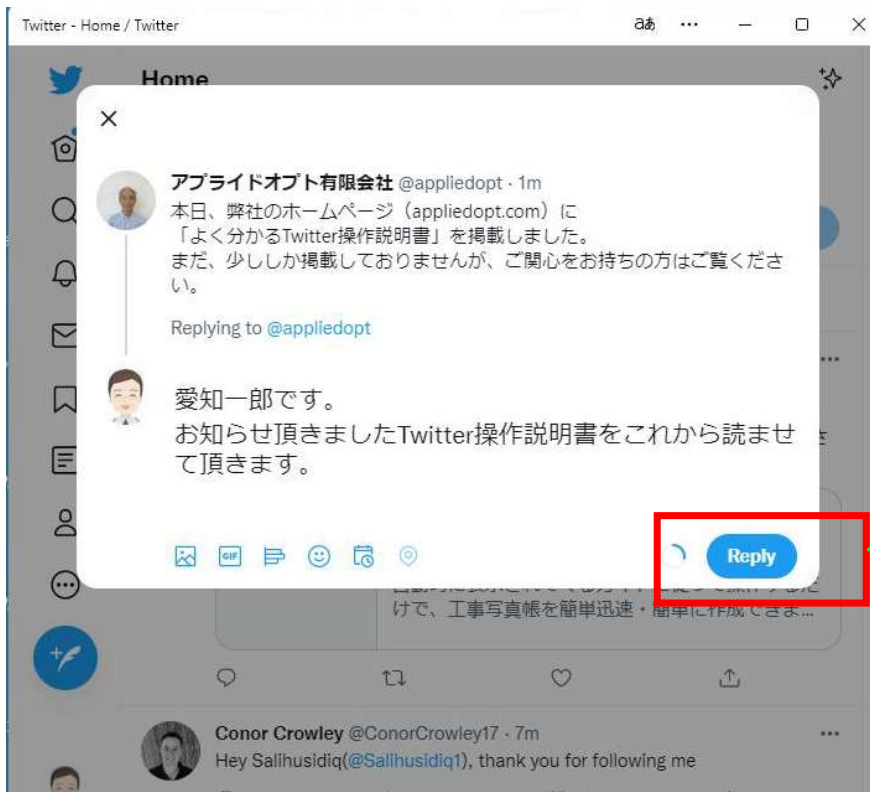 Twitter - Home / Twitter
aあ
Home
アプライドオプト有限会社 @appliedopt · 1m
本日、弊社のホームページ（appliedopt.com）に
「よく分かるTwitter操作説明書」を掲載しました。
まだ、少ししか掲載しておりませんが、ご関心をお持ちの方はご覧くださ
い。
Replying to @appliedopt
愛知一郎です。
お知らせ頂きましたTwitter操作説明書をこれから読ませ
て頂きます。
GIF
Reply
けで、工事写真帳を簡単迅速・簡単に作成できま...
Conor Crowley @ConorCrowley17 · 7m
Hey Salihusidiq(@Salihusidiq1), thank you for following me